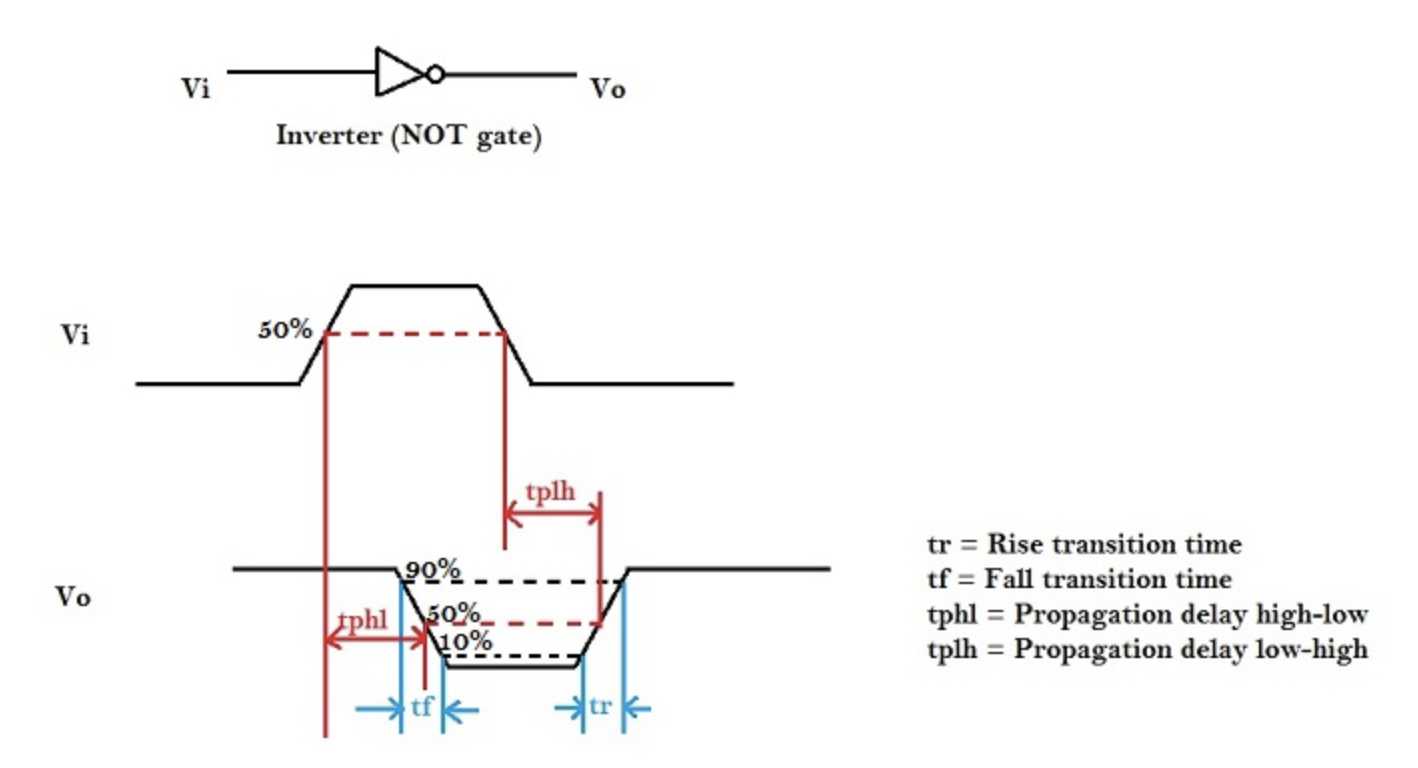 Vi
Vo
Inverter (NOT gate)
Vi
50%
tplh
Vo
90%
50%
10%
tphl
tf
tr
tr = Rise transition time
tf = Fall transition time
tphl = Propagation delay high-low
tplh = Propagation delay low-high